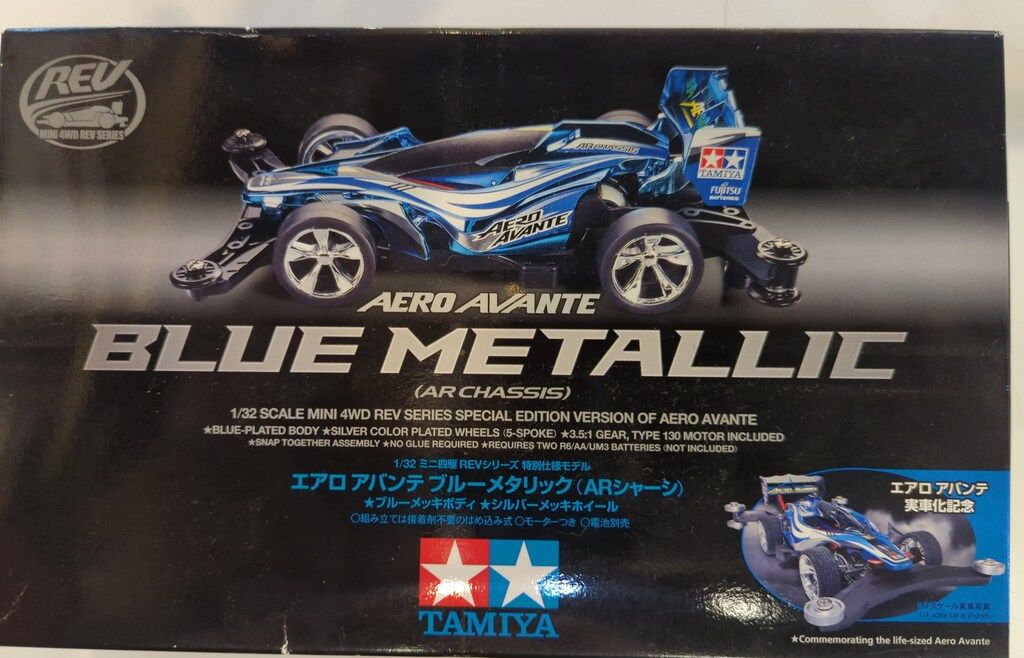 REV
MINI 4WD REV SERIES
AR CHASSIS
TAMIYA
FUJITSU
BATTERIES
AERO
AVANTE
AERO AVANTE
BLUE METALLIC
(AR CHASSIS)
1/32 SCALE MINI 4WD REV SERIES SPECIAL EDITION VERSION OF AERO AVANTE
★BLUE-PLATED BODY ★SILVER COLOR PLATED WHEELS (5-SPOKE) ★3.5:1 GEAR, TYPE 130 MOTOR INCLUDED
★SNAP TOGETHER ASSEMBLY ★NO GLUE REQUIRED ★REQUIRES TWO R6/AA/UM3 BATTERIES (NOT INCLUDED)
1/32 ミニ四駆 REVシリーズ 特別仕様モデル
エアロ アバンテ ブルーメタリック（ARシャーシ）
★ブルーメッキボディ ★シルバーメッキホイール
○組み立ては接着剤不要のはめ込み式 ○モーターつき ○電池別売
エアロ アバンテ
実車化記念
1/1スケール実車写真
1/1 scale car is shown.
TAMIYA
★Commemorating the life-sized Aero Avante